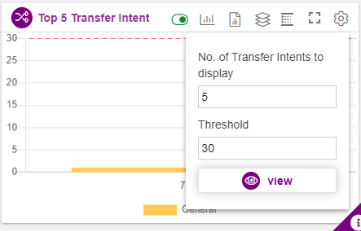 Top 5 Transfer Intent
30
25
20
15
10
5
0
7
General
No. of Transfer Intents to
display
5
Threshold
30
view
i